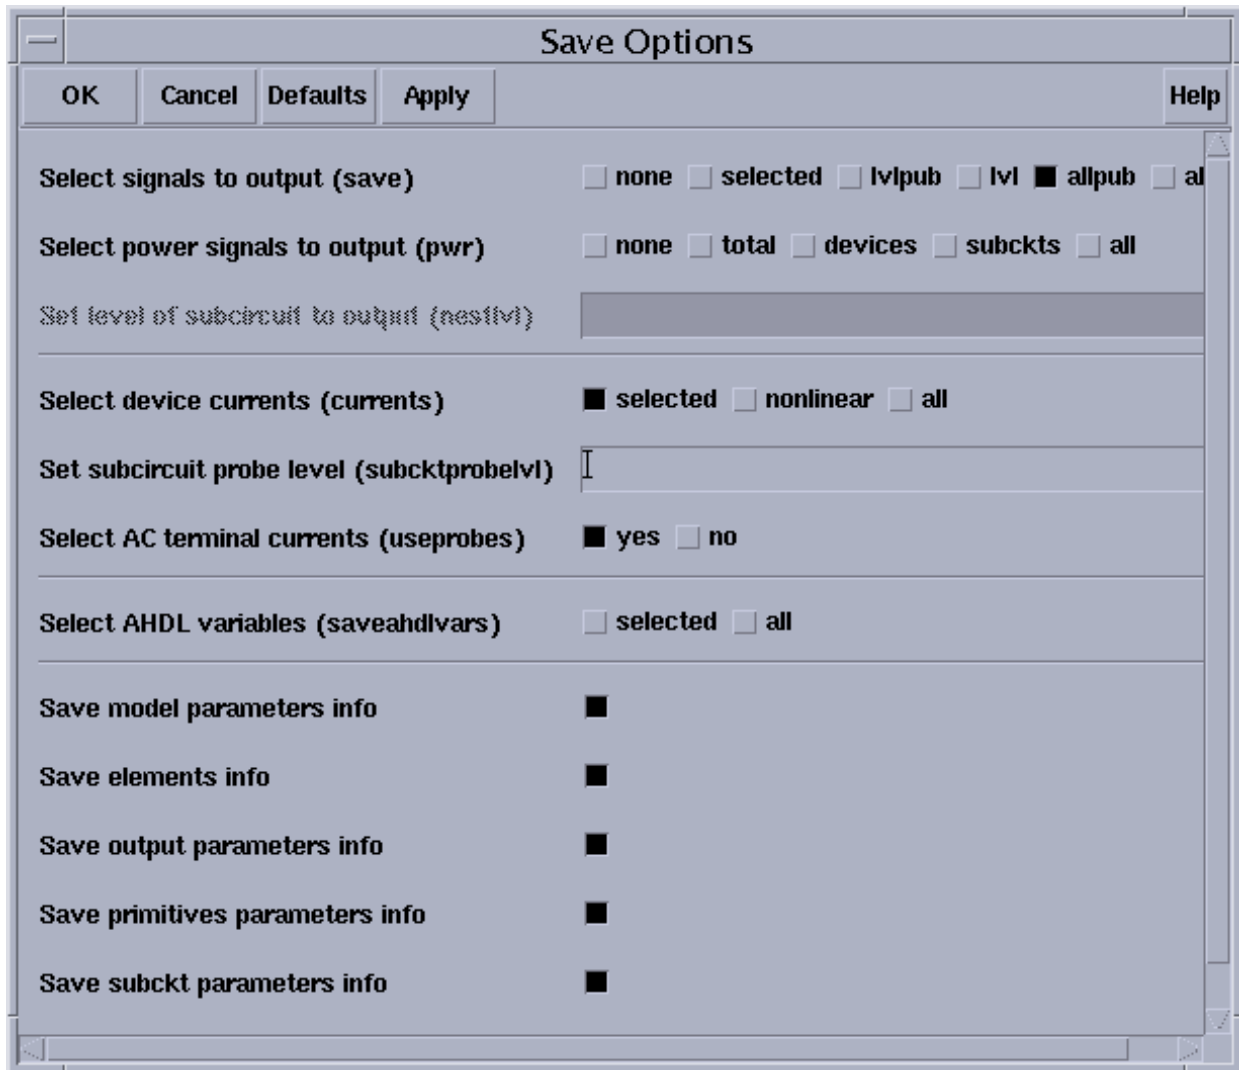 Save Options
OK Cancel Defaults Apply Help
Select signals to output (save) none selected lvlpub lvl allpub al
Select power signals to output (pwr) none total devices subckts all
Set level of subcircuit to output (nestlvl)
Select device currents (currents) selected nonlinear all
Set subcircuit probe level (subcktprobelvl)
Select AC terminal currents (useprobes) yes no
Select AHDL variables (saveahdlvars) selected all
Save model parameters info
Save elements info
Save output parameters info
Save primitives parameters info
Save subckt parameters info